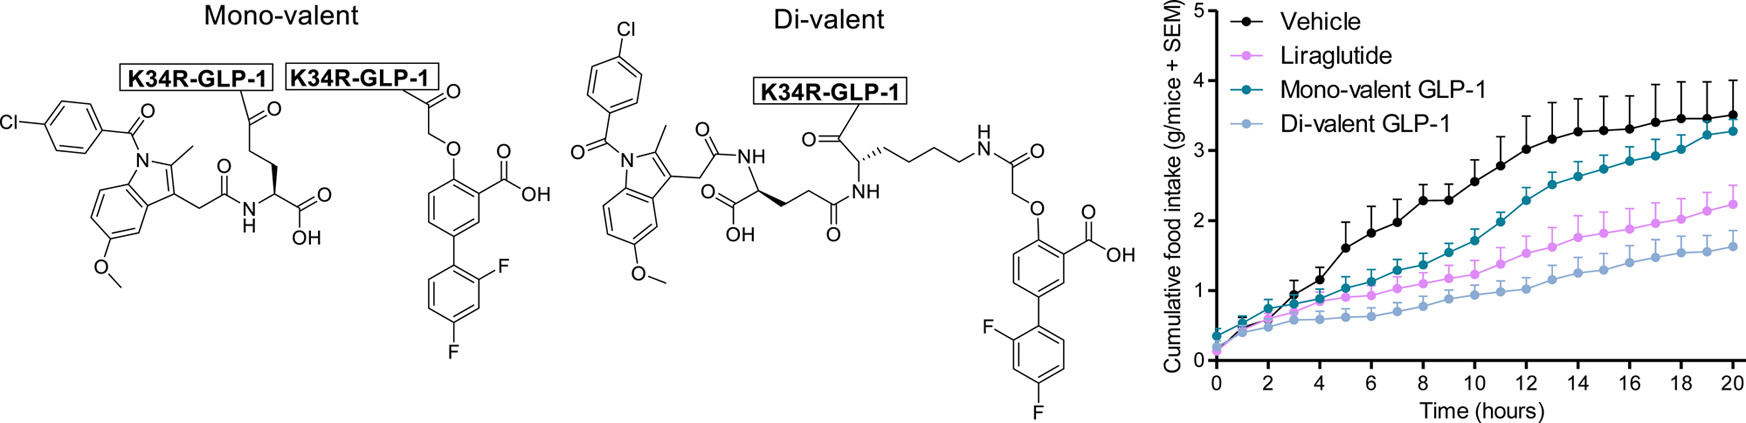 Mono-valent
K34R-GLP-1
K34R-GLP-1
Cl
O
N
O
O
N
H
O
OH
O
O
O
O
OH
F
F
Di-valent
Cl
K34R-GLP-1
O
N
O
O
NH
O
OH
O
O
NH
H
N
O
O
O
OH
F
F
Cumulative food intake (g/mice + SEM)
5
4
3
2
1
0
Vehicle
Liraglutide
Mono-valent GLP-1
Di-valent GLP-1
0 2 4 6 8 10 12 14 16 18 20
Time (hours)